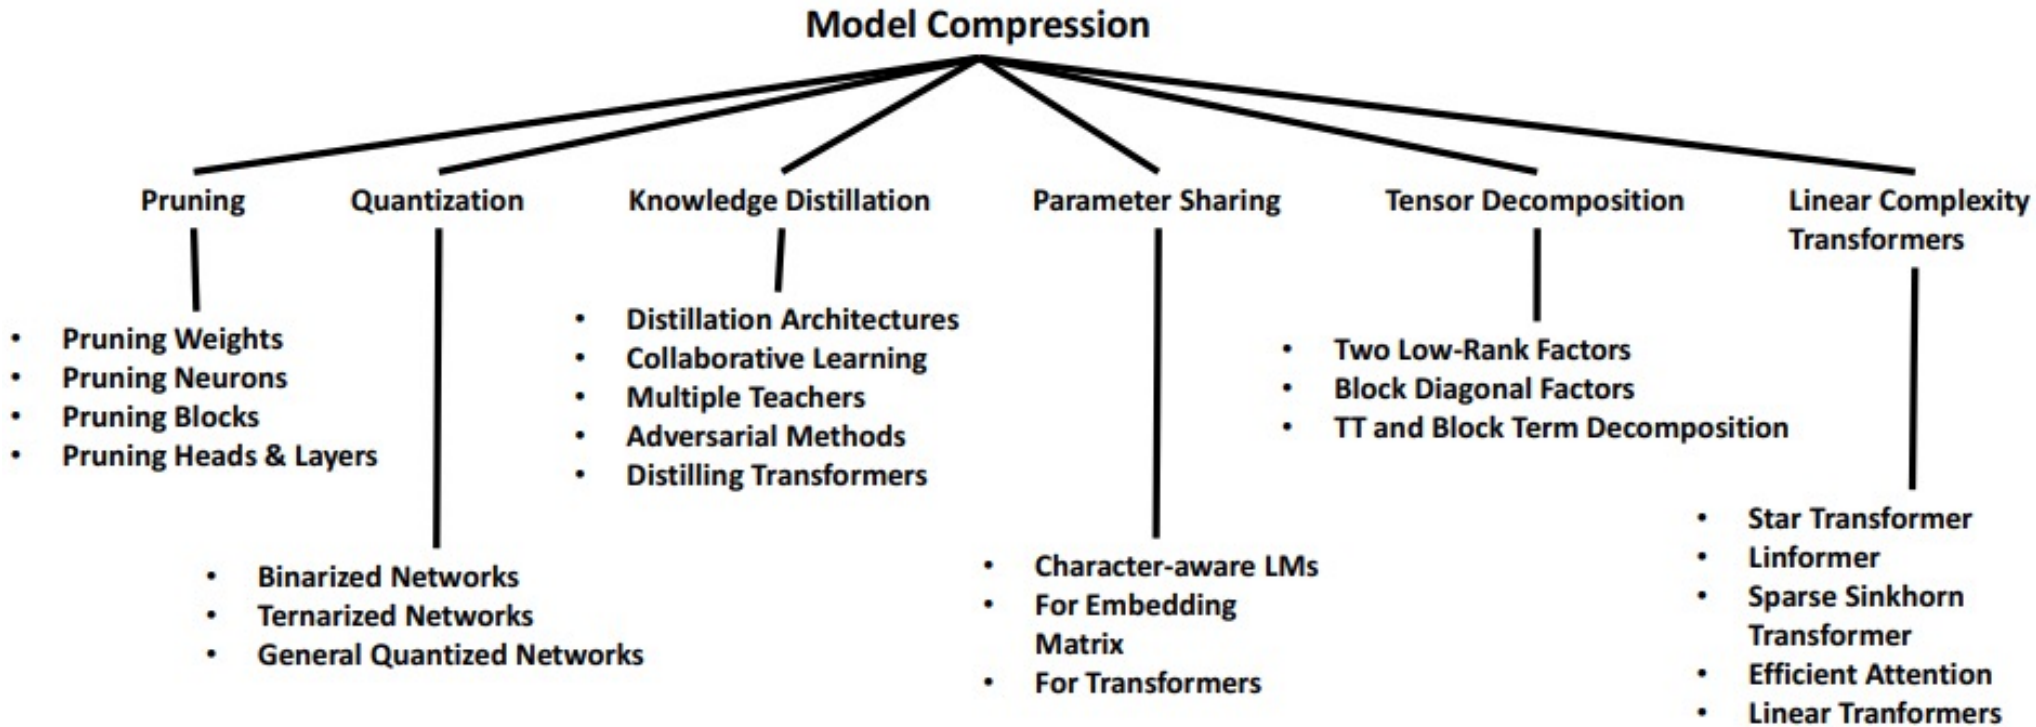 Model Compression
Pruning
Quantization
Knowledge Distillation
Parameter Sharing
Tensor Decomposition
Linear Complexity
Transformers
• Pruning Weights
• Pruning Neurons
• Pruning Blocks
• Pruning Heads & Layers
• Binarized Networks
• Ternarized Networks
• General Quantized Networks
• Distillation Architectures
• Collaborative Learning
• Multiple Teachers
• Adversarial Methods
• Distilling Transformers
• Character-aware LMs
• For Embedding
Matrix
• For Transformers
• Two Low-Rank Factors
• Block Diagonal Factors
• TT and Block Term Decomposition
• Star Transformer
• Linformer
• Sparse Sinkhorn
Transformer
• Efficient Attention
• Linear Tranformers